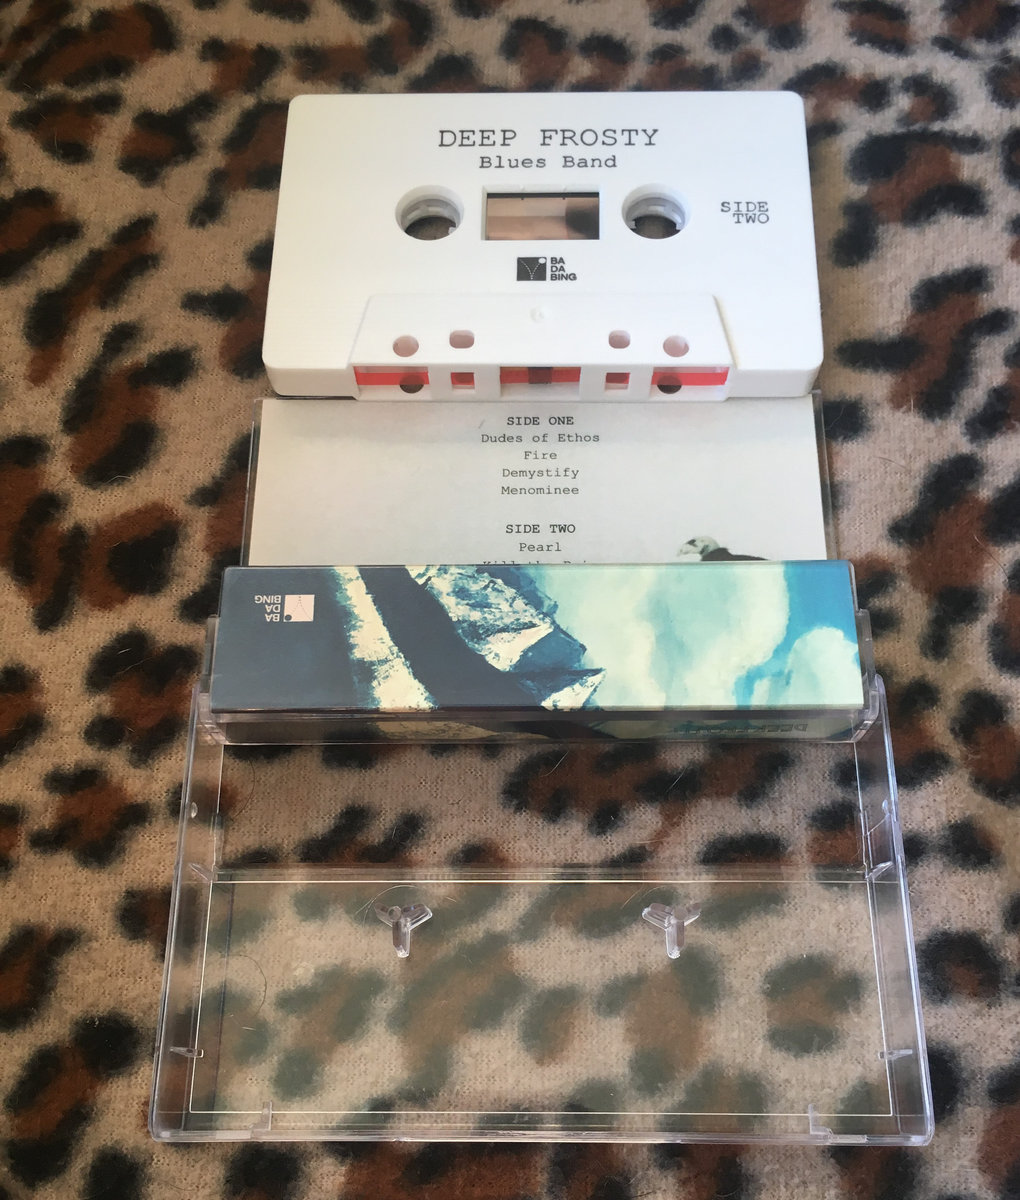 DEEP FROSTY
Blues Band
SIDE
TWO
BA
DA
BING
SIDE ONE
Dudes of Ethos
Fire
Demystify
Menominee
SIDE TWO
Pearl
BA
DA
BING